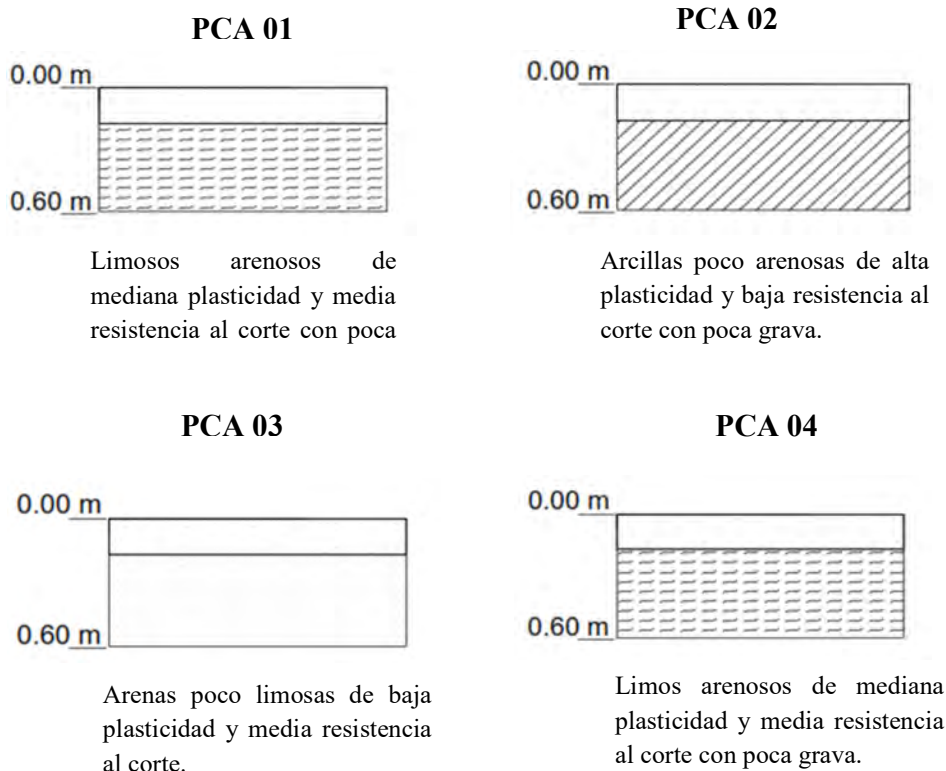 PCA 01
0.00 m
0.60 m
Limosos arenosos de
mediana plasticidad y media
resistencia al corte con poca
PCA 02
0.00 m
0.60 m
Arcillas poco arenosas de alta
plasticidad y baja resistencia al
corte con poca grava.
PCA 03
0.00 m
0.60 m
Arenas poco limosas de baja
plasticidad y media resistencia
al corte.
PCA 04
0.00 m
0.60 m
Limos arenosos de mediana
plasticidad y media resistencia
al corte con poca grava.